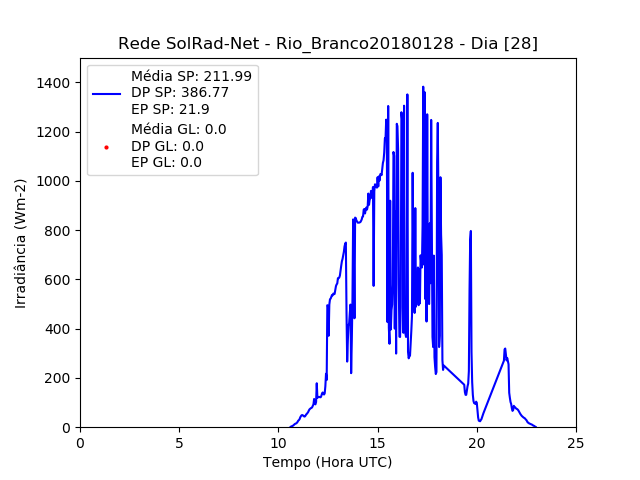 Rede SolRad-Net - Rio_Branco20180128 - Dia [28]
Média SP: 211.99
DP SP: 386.77
EP SP: 21.9
Média GL: 0.0
DP GL: 0.0
EP GL: 0.0
Irradiância (Wm-2)
1400
1200
1000
800
600
400
200
0
0 5 10 15 20 25
Tempo (Hora UTC)